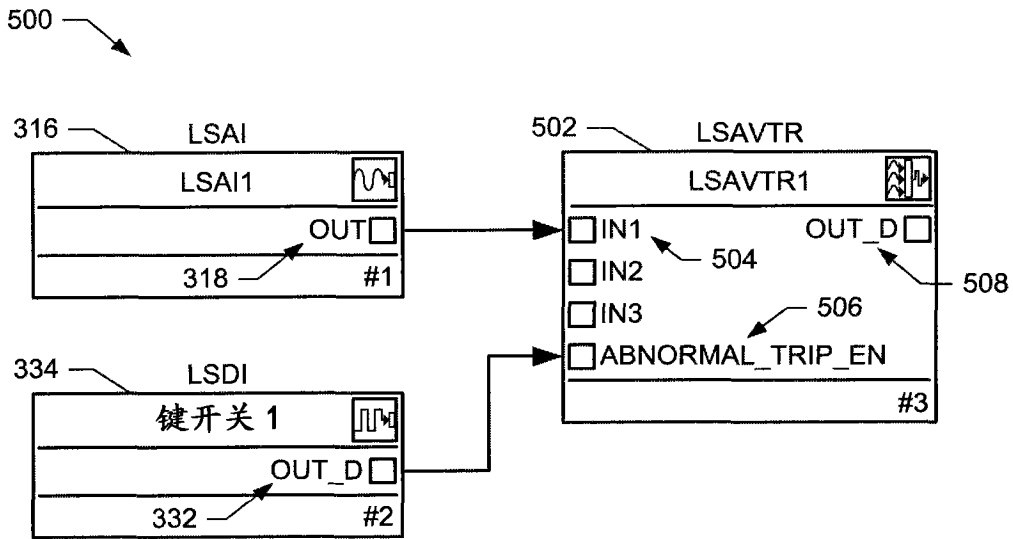 500
316
LSAI
LSAI1
OUT
318
#1
334
LSDI
键开关 1
OUT_D
332
#2
502
LSAVTR
LSAVTR1
IN1
OUT_D
504
508
IN2
IN3
506
ABNORMAL_TRIP_EN
#3